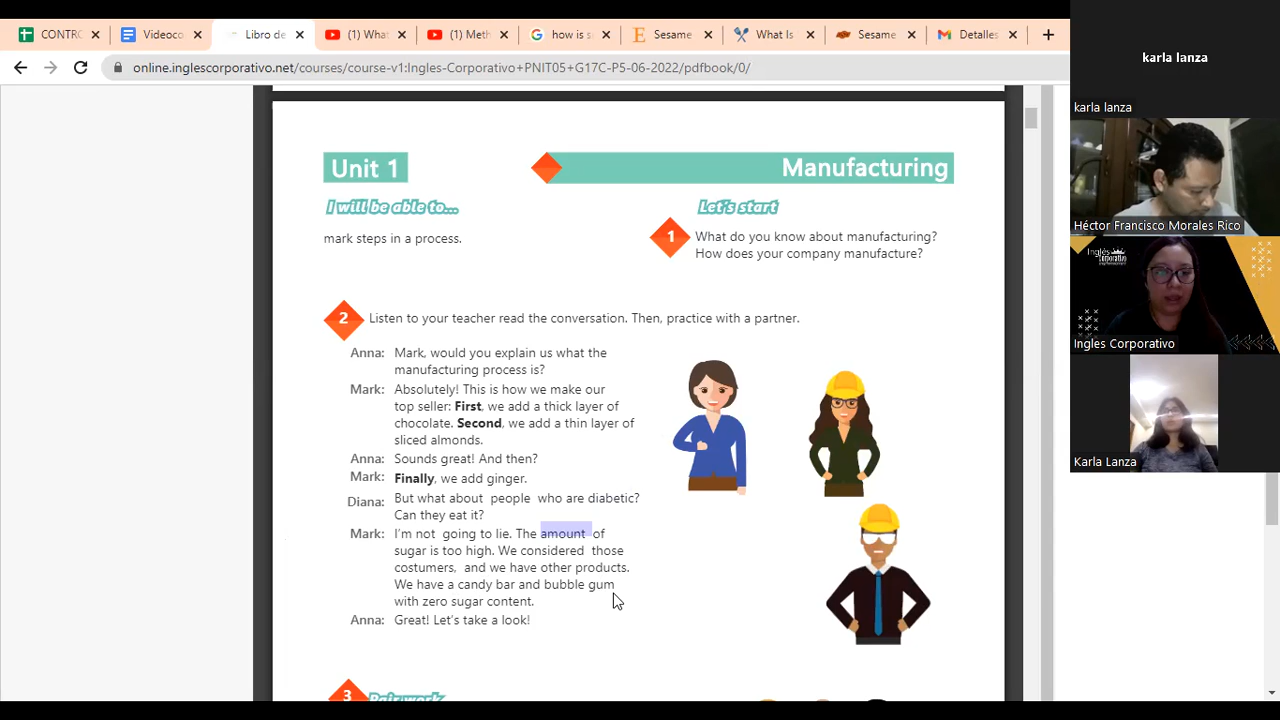 CONTRO
Videoco
Libro de
(1) What
(1) Meth
how is s
Sesame
What Is
Sesame
Detalles
online.inglescorporativo.net/courses/course-v1:Ingles-Corporativo+PNIT05+G17C-P5-06-2022/pdfbook/0/
Unit 1
Manufacturing
I will be able to...
mark steps in a process.
Let's start
1
What do you know about manufacturing?
How does your company manufacture?
2
Listen to your teacher read the conversation. Then, practice with a partner.
Anna: Mark, would you explain us what the
manufacturing process is?
Mark: Absolutely! This is how we make our
top seller: First, we add a thick layer of
chocolate. Second, we add a thin layer of
sliced almonds.
Anna: Sounds great! And then?
Mark: Finally, we add ginger.
Diana: But what about people who are diabetic?
Can they eat it?
Mark: I'm not going to lie. The amount of
sugar is too high. We considered those
costumers, and we have other products.
We have a candy bar and bubble gum
with zero sugar content.
Anna: Great! Let's take a look!
3
Pair work
karla lanza
karla lanza
Héctor Francisco Morales Rico
Inglés
Corporativo
Ingles Corporativo
Karla Lanza